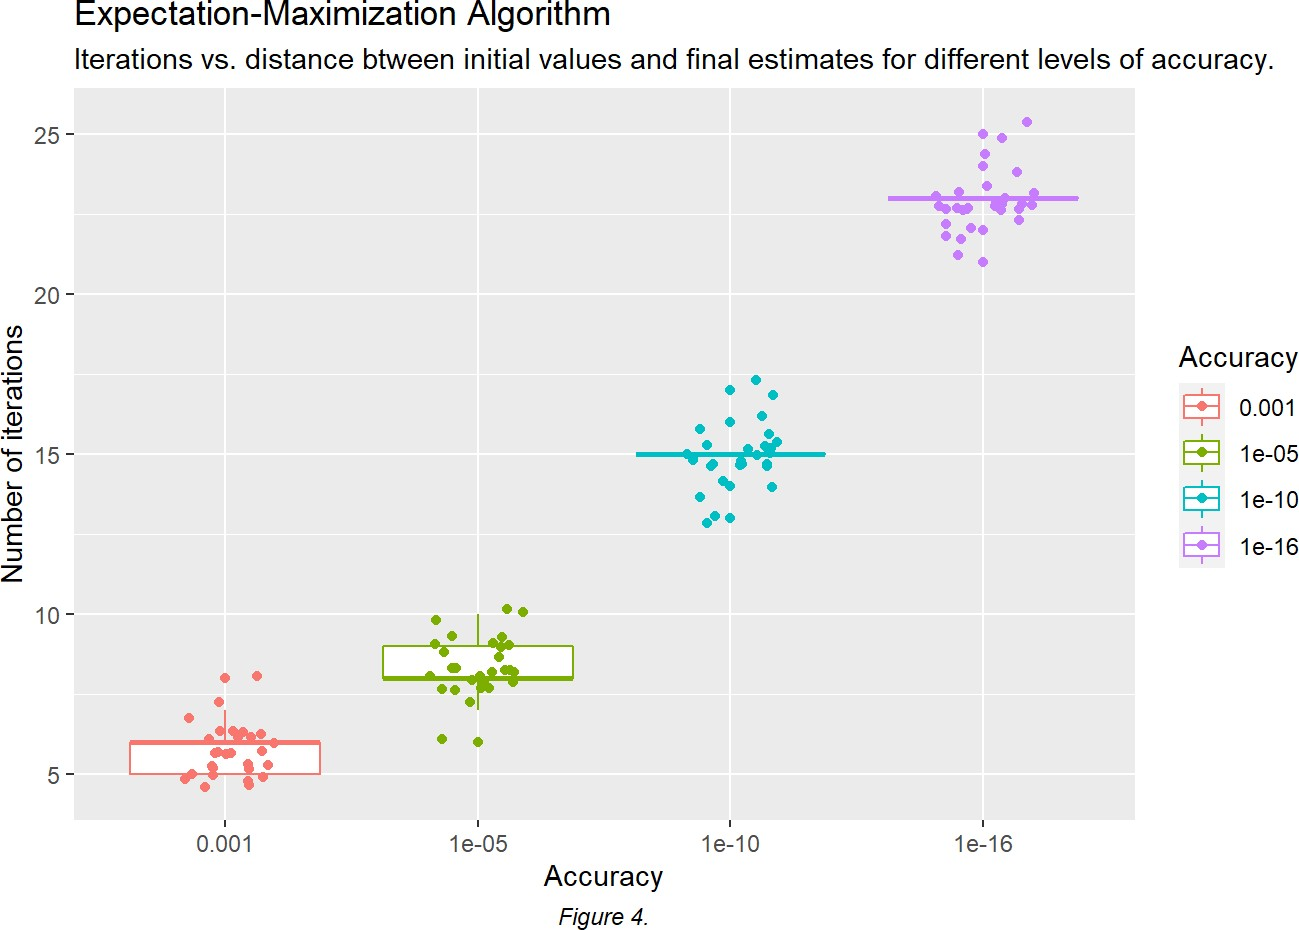 Expectation-Maximization Algorithm
Iterations vs. distance btween initial values and final estimates for different levels of accuracy.
Number of iterations
25
20
15
10
5
0.001 1e-05 1e-10 1e-16
Accuracy
Figure 4.
Accuracy
0.001
1e-05
1e-10
1e-16